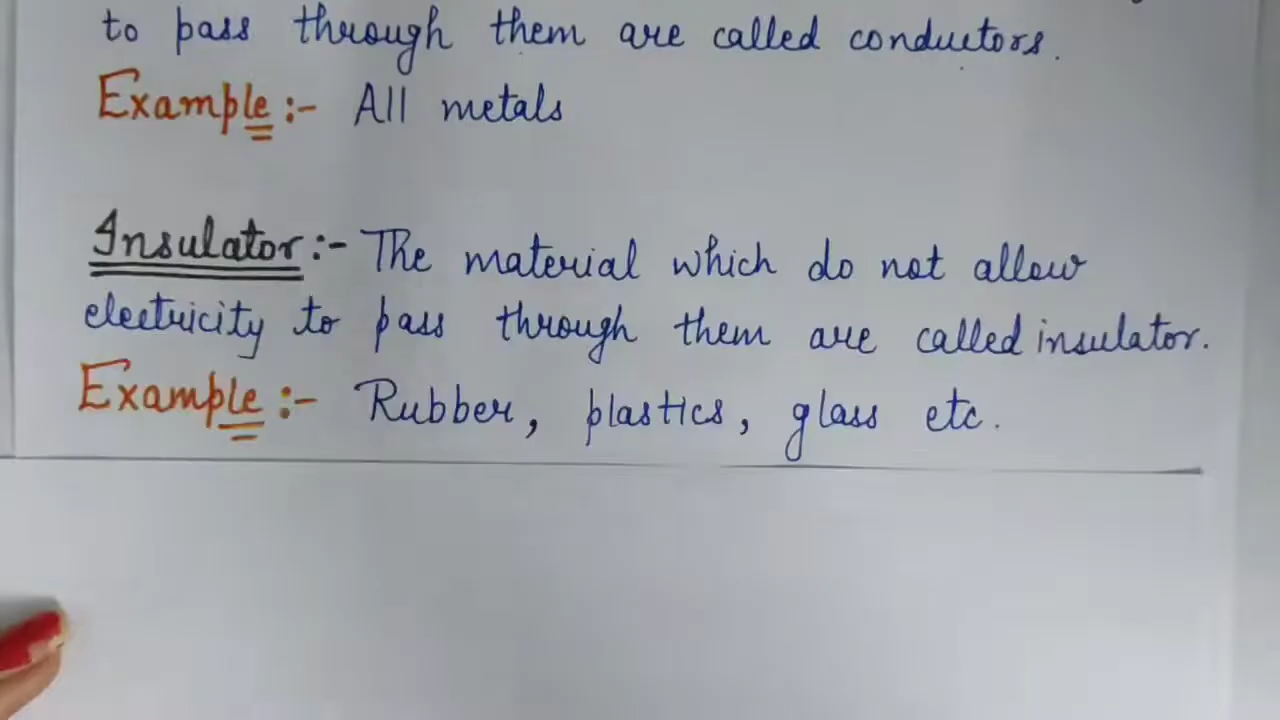 to pass through them are called conductors.
Example :- All metals
Insulator :- The material which do not allow
electricity to pass through them are called insulator.
Example :- Rubber, plastics, glass etc.